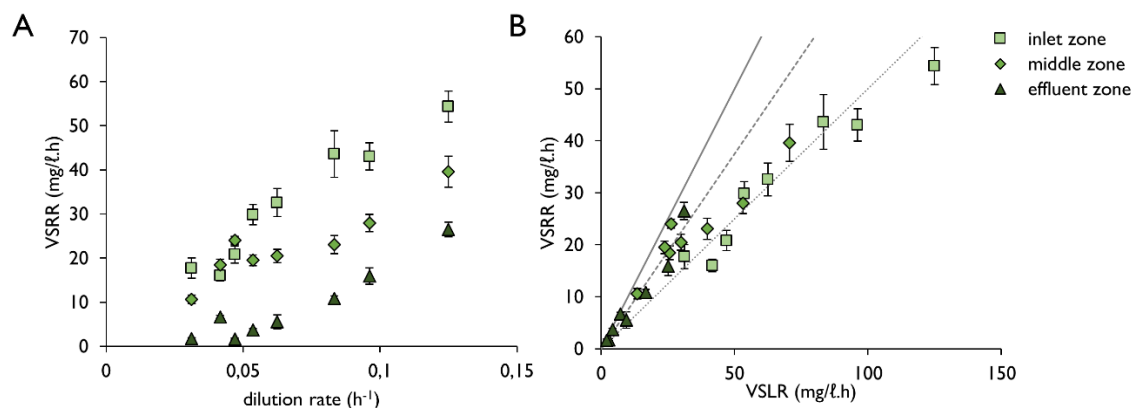 A
VSRR (mg/ℓ.h)
70
60
50
40
30
20
10
0
0 0,05 0,1 0,15
dilution rate (h⁻¹)
B
VSRR (mg/ℓ.h)
60
50
40
30
20
10
0
0 50 100 150
VSLR (mg/ℓ.h)
inlet zone
middle zone
effluent zone